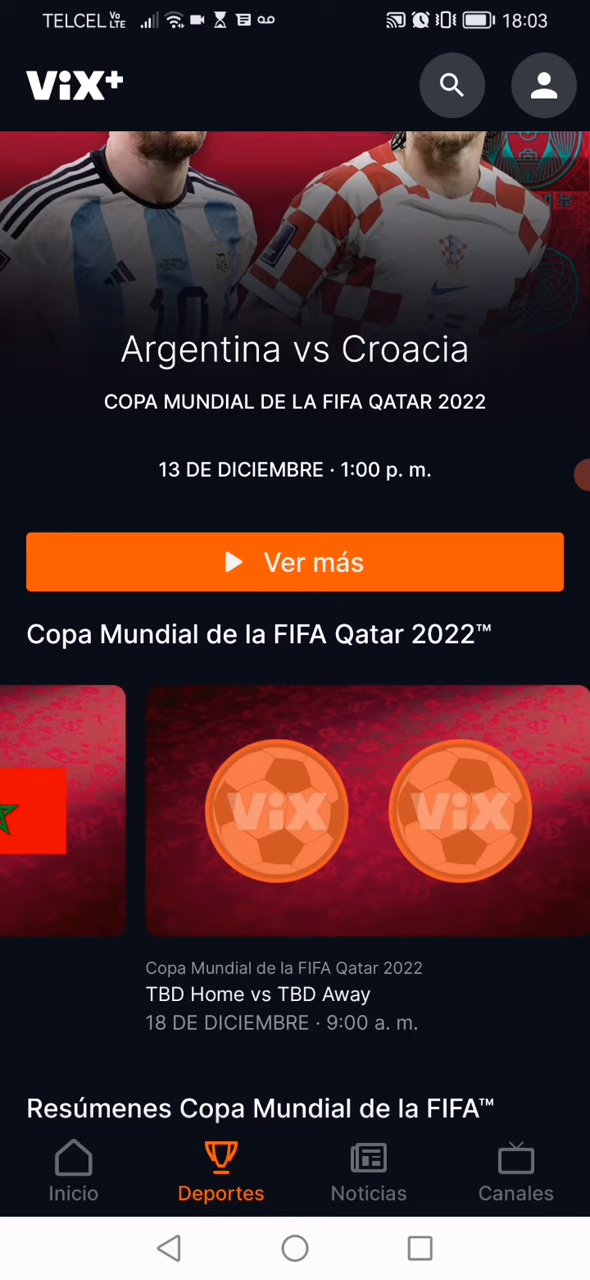 TELCEL Vo LTE 18:03
ViX+
10
Argentina vs Croacia
COPA MUNDIAL DE LA FIFA QATAR 2022
13 DE DICIEMBRE · 1:00 p. m.
Ver más
Copa Mundial de la FIFA Qatar 2022™
ViX ViX
Copa Mundial de la FIFA Qatar 2022
TBD Home vs TBD Away
18 DE DICIEMBRE · 9:00 a. m.
Resúmenes Copa Mundial de la FIFA™
Inicio Deportes Noticias Canales